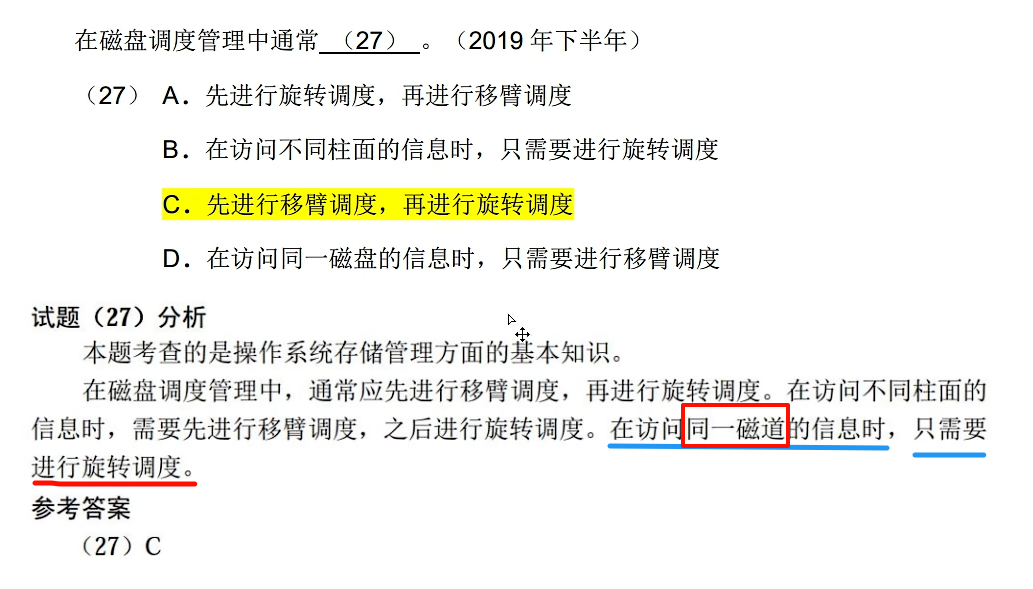 在磁盘调度管理中通常 （27） 。（2019 年下半年）
（27） A．先进行旋转调度，再进行移臂调度
B．在访问不同柱面的信息时，只需要进行旋转调度
C．先进行移臂调度，再进行旋转调度
D．在访问同一磁盘的信息时，只需要进行移臂调度
试题（27）分析
本题考查的是操作系统存储管理方面的基本知识。
在磁盘调度管理中，通常应先进行移臂调度，再进行旋转调度。在访问不同柱面的
信息时，需要先进行移臂调度，之后进行旋转调度。在访问同一磁道的信息时，只需要
进行旋转调度。
参考答案
（27）C